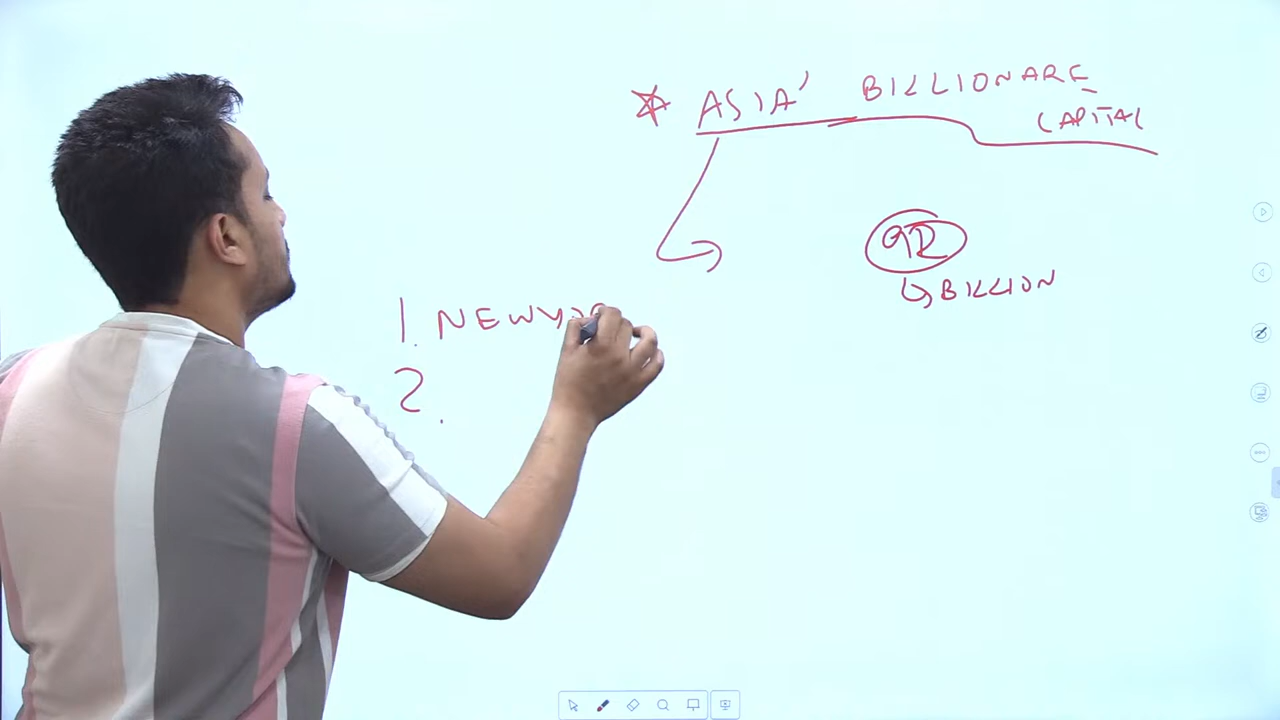 ASIA' BILLIONARE
CAPITAL
92
BILLION
1. NEWYO
2.